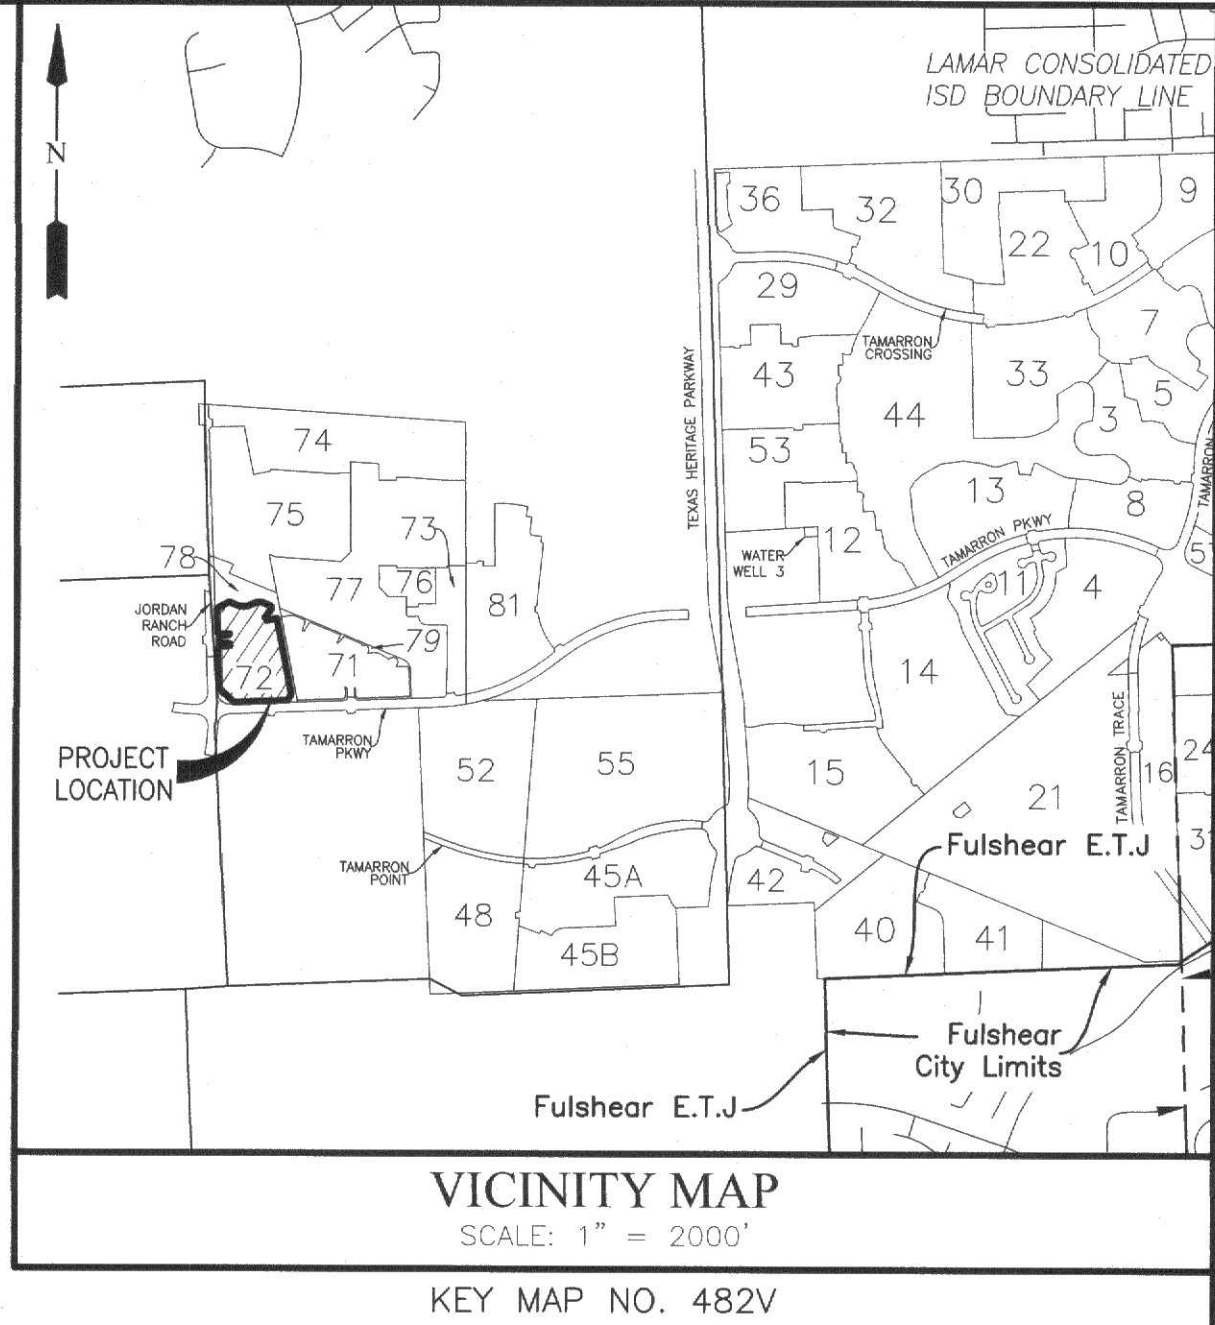 LAMAR CONSOLIDATED
ISD BOUNDARY LINE
N
36
32
30
9
22
10
29
7
TAMARRON
CROSSING
43
33
5
44
3
TEXAS HERITAGE PARKWAY
53
74
13
8
TAMARRON
75
73
12
TAMARRON PKWY
WATER
WELL 3
78
77
76
81
11
4
JORDAN
RANCH
ROAD
79
72
71
14
TAMARRON
PKWY
PROJECT
LOCATION
52
55
15
TAMARRON TRACE
16
24
21
Fulshear E.T.J
TAMARRON
POINT
45A
42
48
45B
40
41
Fulshear
City Limits
Fulshear E.T.J
VICINITY MAP
SCALE: 1" = 2000'
KEY MAP NO. 482V